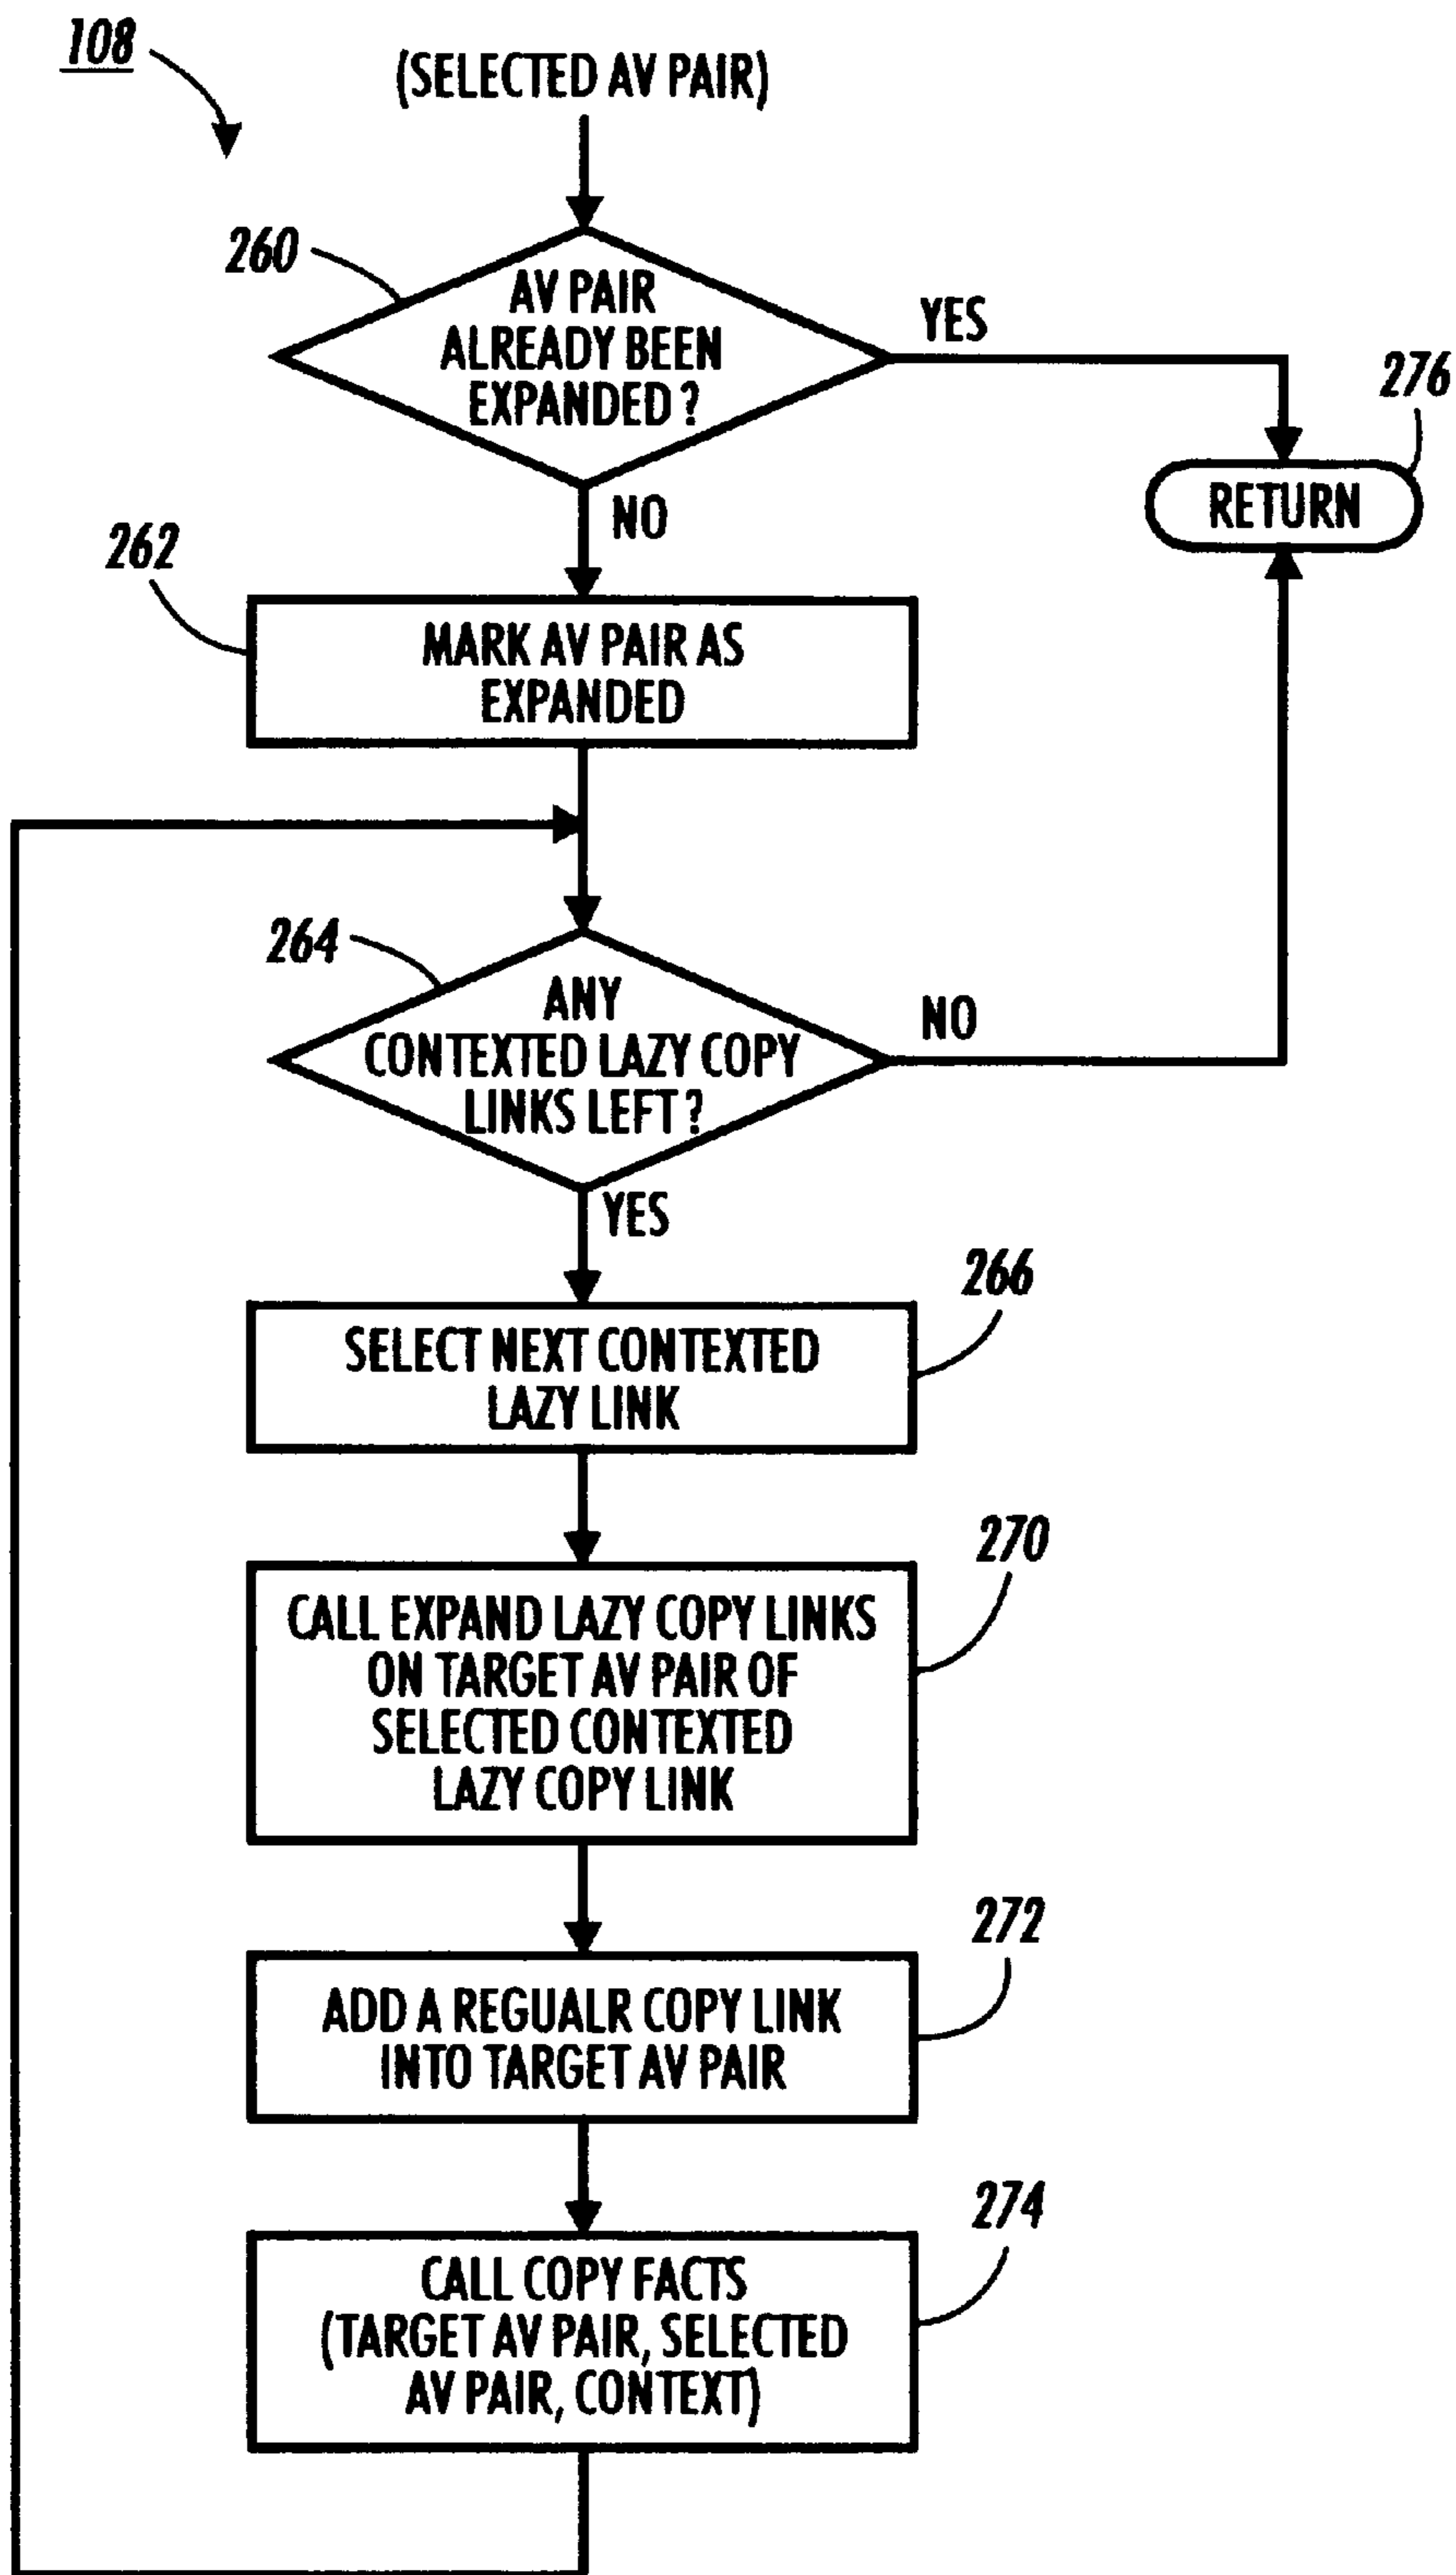 108
(SELECTED AV PAIR)
260
AV PAIR
ALREADY BEEN
EXPANDED?
YES
276
RETURN
NO
262
MARK AV PAIR AS
EXPANDED
264
ANY
CONTEXTED LAZY COPY
LINKS LEFT?
NO
YES
266
SELECT NEXT CONTEXTED
LAZY LINK
270
CALL EXPAND LAZY COPY LINKS
ON TARGET AV PAIR OF
SELECTED CONTEXTED
LAZY COPY LINK
272
ADD A REGUALR COPY LINK
INTO TARGET AV PAIR
274
CALL COPY FACTS
(TARGET AV PAIR, SELECTED
AV PAIR, CONTEXT)